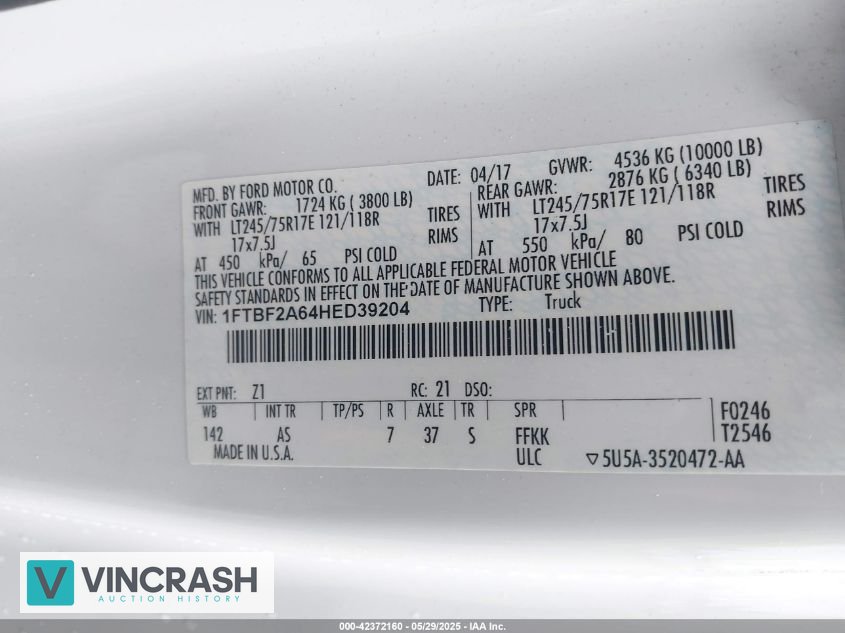 MFD. BY FORD MOTOR CO. DATE: 04/17 GVWR: 4536 KG (10000 LB)
FRONT GAWR: 1724 KG ( 3800 LB) REAR GAWR: 2876 KG ( 6340 LB)
WITH LT245/75R17E 121/118R TIRES WITH LT245/75R17E 121/118R TIRES
17x7.5J RIMS 17x7.5J RIMS
AT 450 kPa/ 65 PSI COLD AT 550 kPa/ 80 PSI COLD
THIS VEHICLE CONFORMS TO ALL APPLICABLE FEDERAL MOTOR VEHICLE
SAFETY STANDARDS IN EFFECT ON THE DATE OF MANUFACTURE SHOWN ABOVE.
VIN: 1FTBF2A64HED39204 TYPE: Truck
EXT PNT: Z1 RC: 21 DSO:
WB INT TR TP/PS R AXLE TR SPR F0246
142 AS 7 37 S FFKK T2546
MADE IN U.S.A. ULC ▽5U5A-3520472-AA
VINCRASH
AUCTION HISTORY
000-42372160 - 05/29/2025 - IAA Inc.